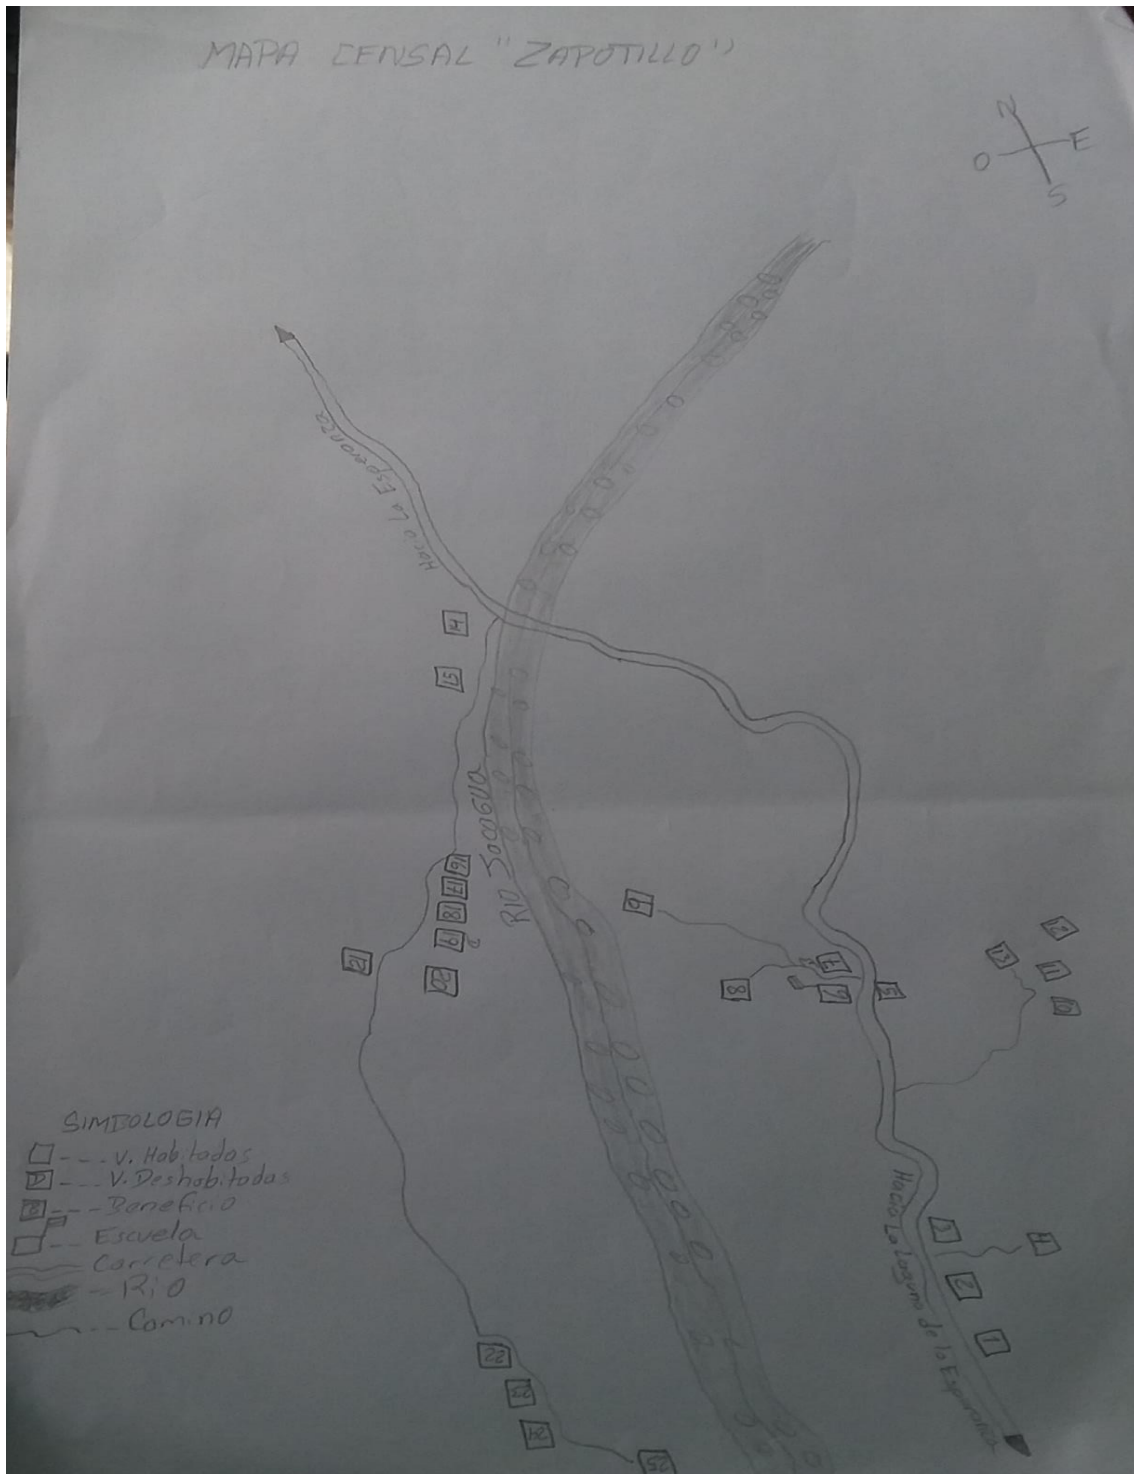 MAPA CENSAL "ZAPOTILLO"
N
O E
S
Hacia La Esperanza
14
15
RIO
16
17
18
19
20
21
9
8
7
6
5
13
12
11
10
Hacia La Laguna de la Esperanza
3
4
2
1
22
23
24
25
SIMBOLOGIA
V. Habitadas
D V. Deshabitadas
B Beneficio
Escuela
Carretera
Rio
Camino